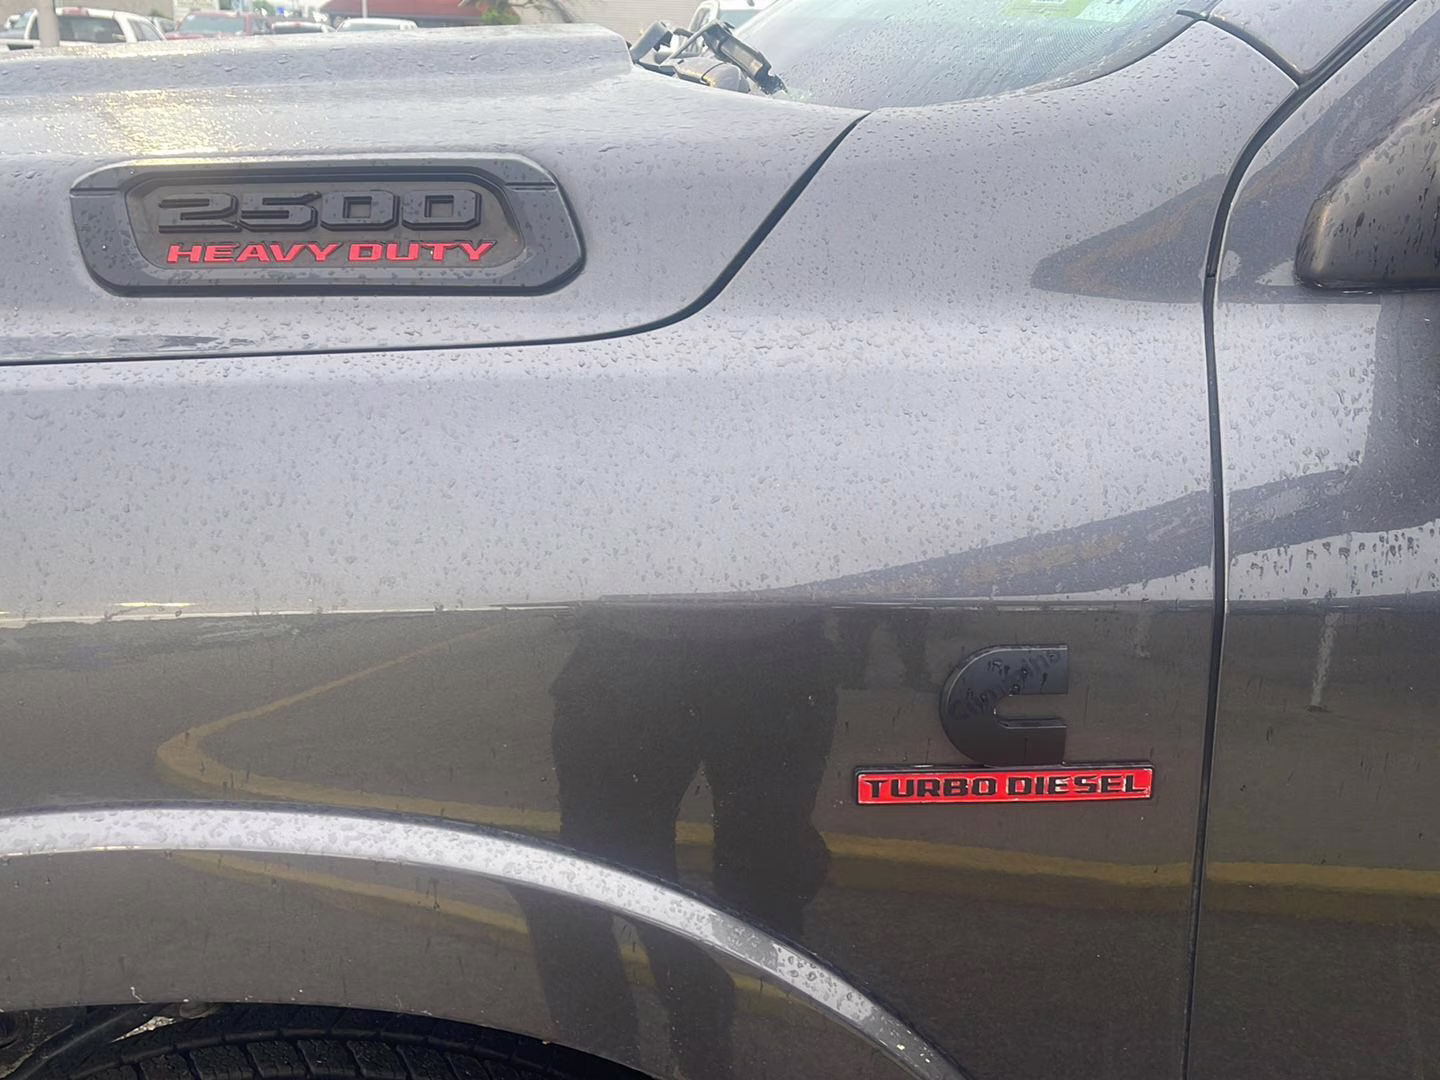 2500
HEAVY DUTY
Cummins
TURBO DIESEL